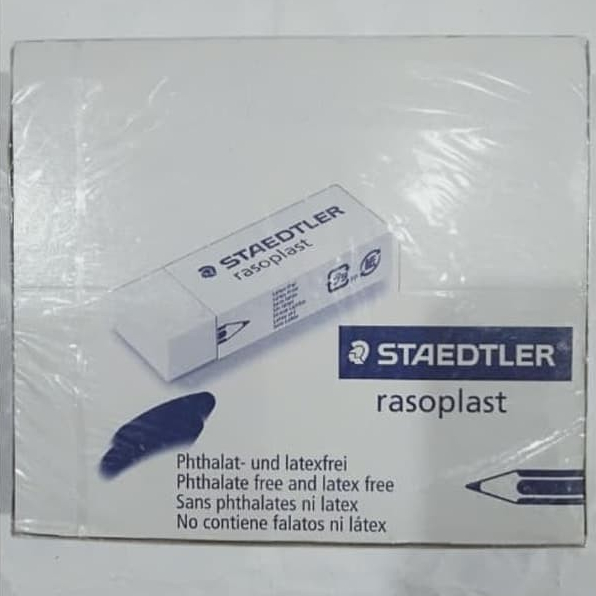 STAEDTLER
rasoplast
STAEDTLER
rasoplast
Phthalat- und latexfrei
Phthalate free and latex free
Sans phthalates ni latex
No contiene falatos ni látex